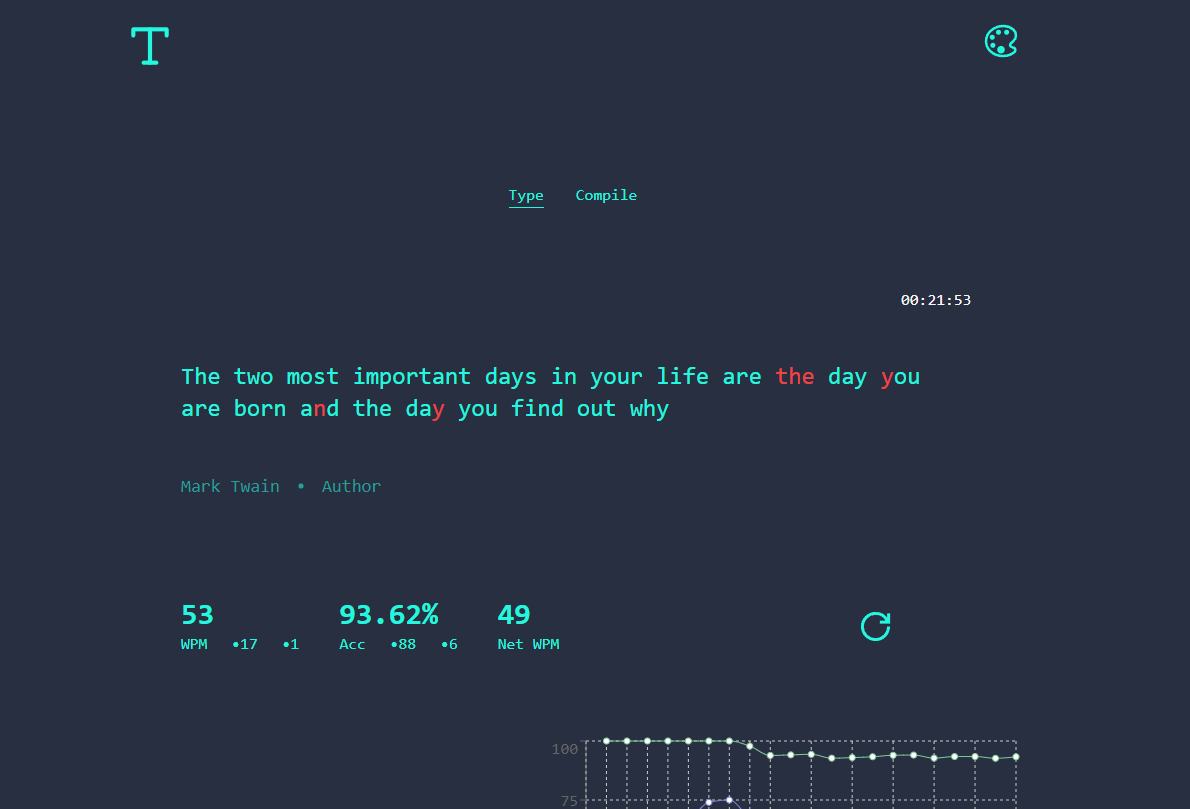 T
Type Compile
00:21:53
The two most important days in your life are the day you
are born and the day you find out why
Mark Twain • Author
53 93.62% 49
WPM •17 •1 Acc •88 •6 Net WPM
100
75